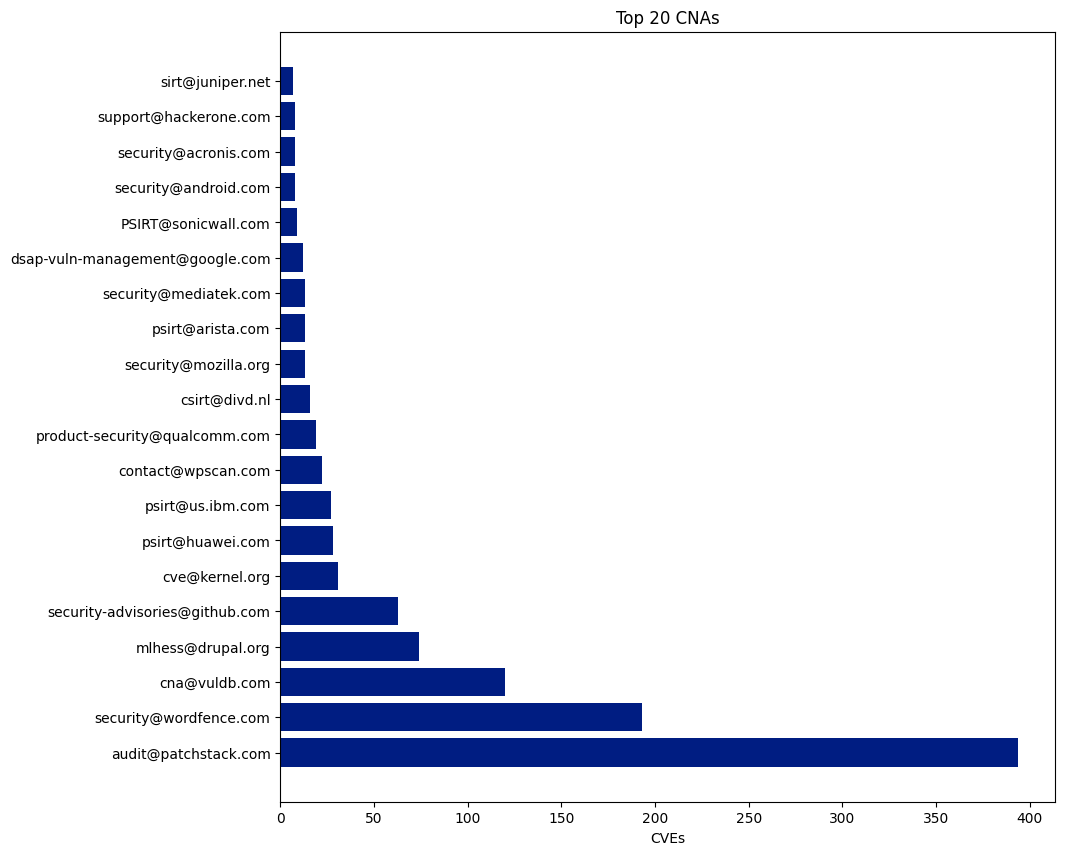 Top 20 CNAs
sirt@juniper.net
support@hackerone.com
security@acronis.com
security@android.com
PSIRT@sonicwall.com
dsap-vuln-management@google.com
security@mediatek.com
psirt@arista.com
security@mozilla.org
csirt@divd.nl
product-security@qualcomm.com
contact@wpscan.com
psirt@us.ibm.com
psirt@huawei.com
cve@kernel.org
security-advisories@github.com
mlhess@drupal.org
cna@vuldb.com
security@wordfence.com
audit@patchstack.com
0 50 100 150 200 250 300 350 400
CVEs